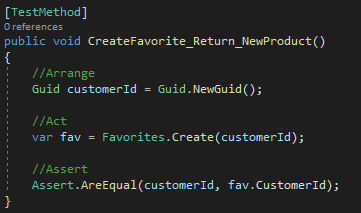 [TestMethod]
0 references
public void CreateFavorite_Return_NewProduct()
{
//Arrange
Guid customerId = Guid.NewGuid();
//Act
var fav = Favorites.Create(customerId);
//Assert
Assert.AreEqual(customerId, fav.CustomerId);
}